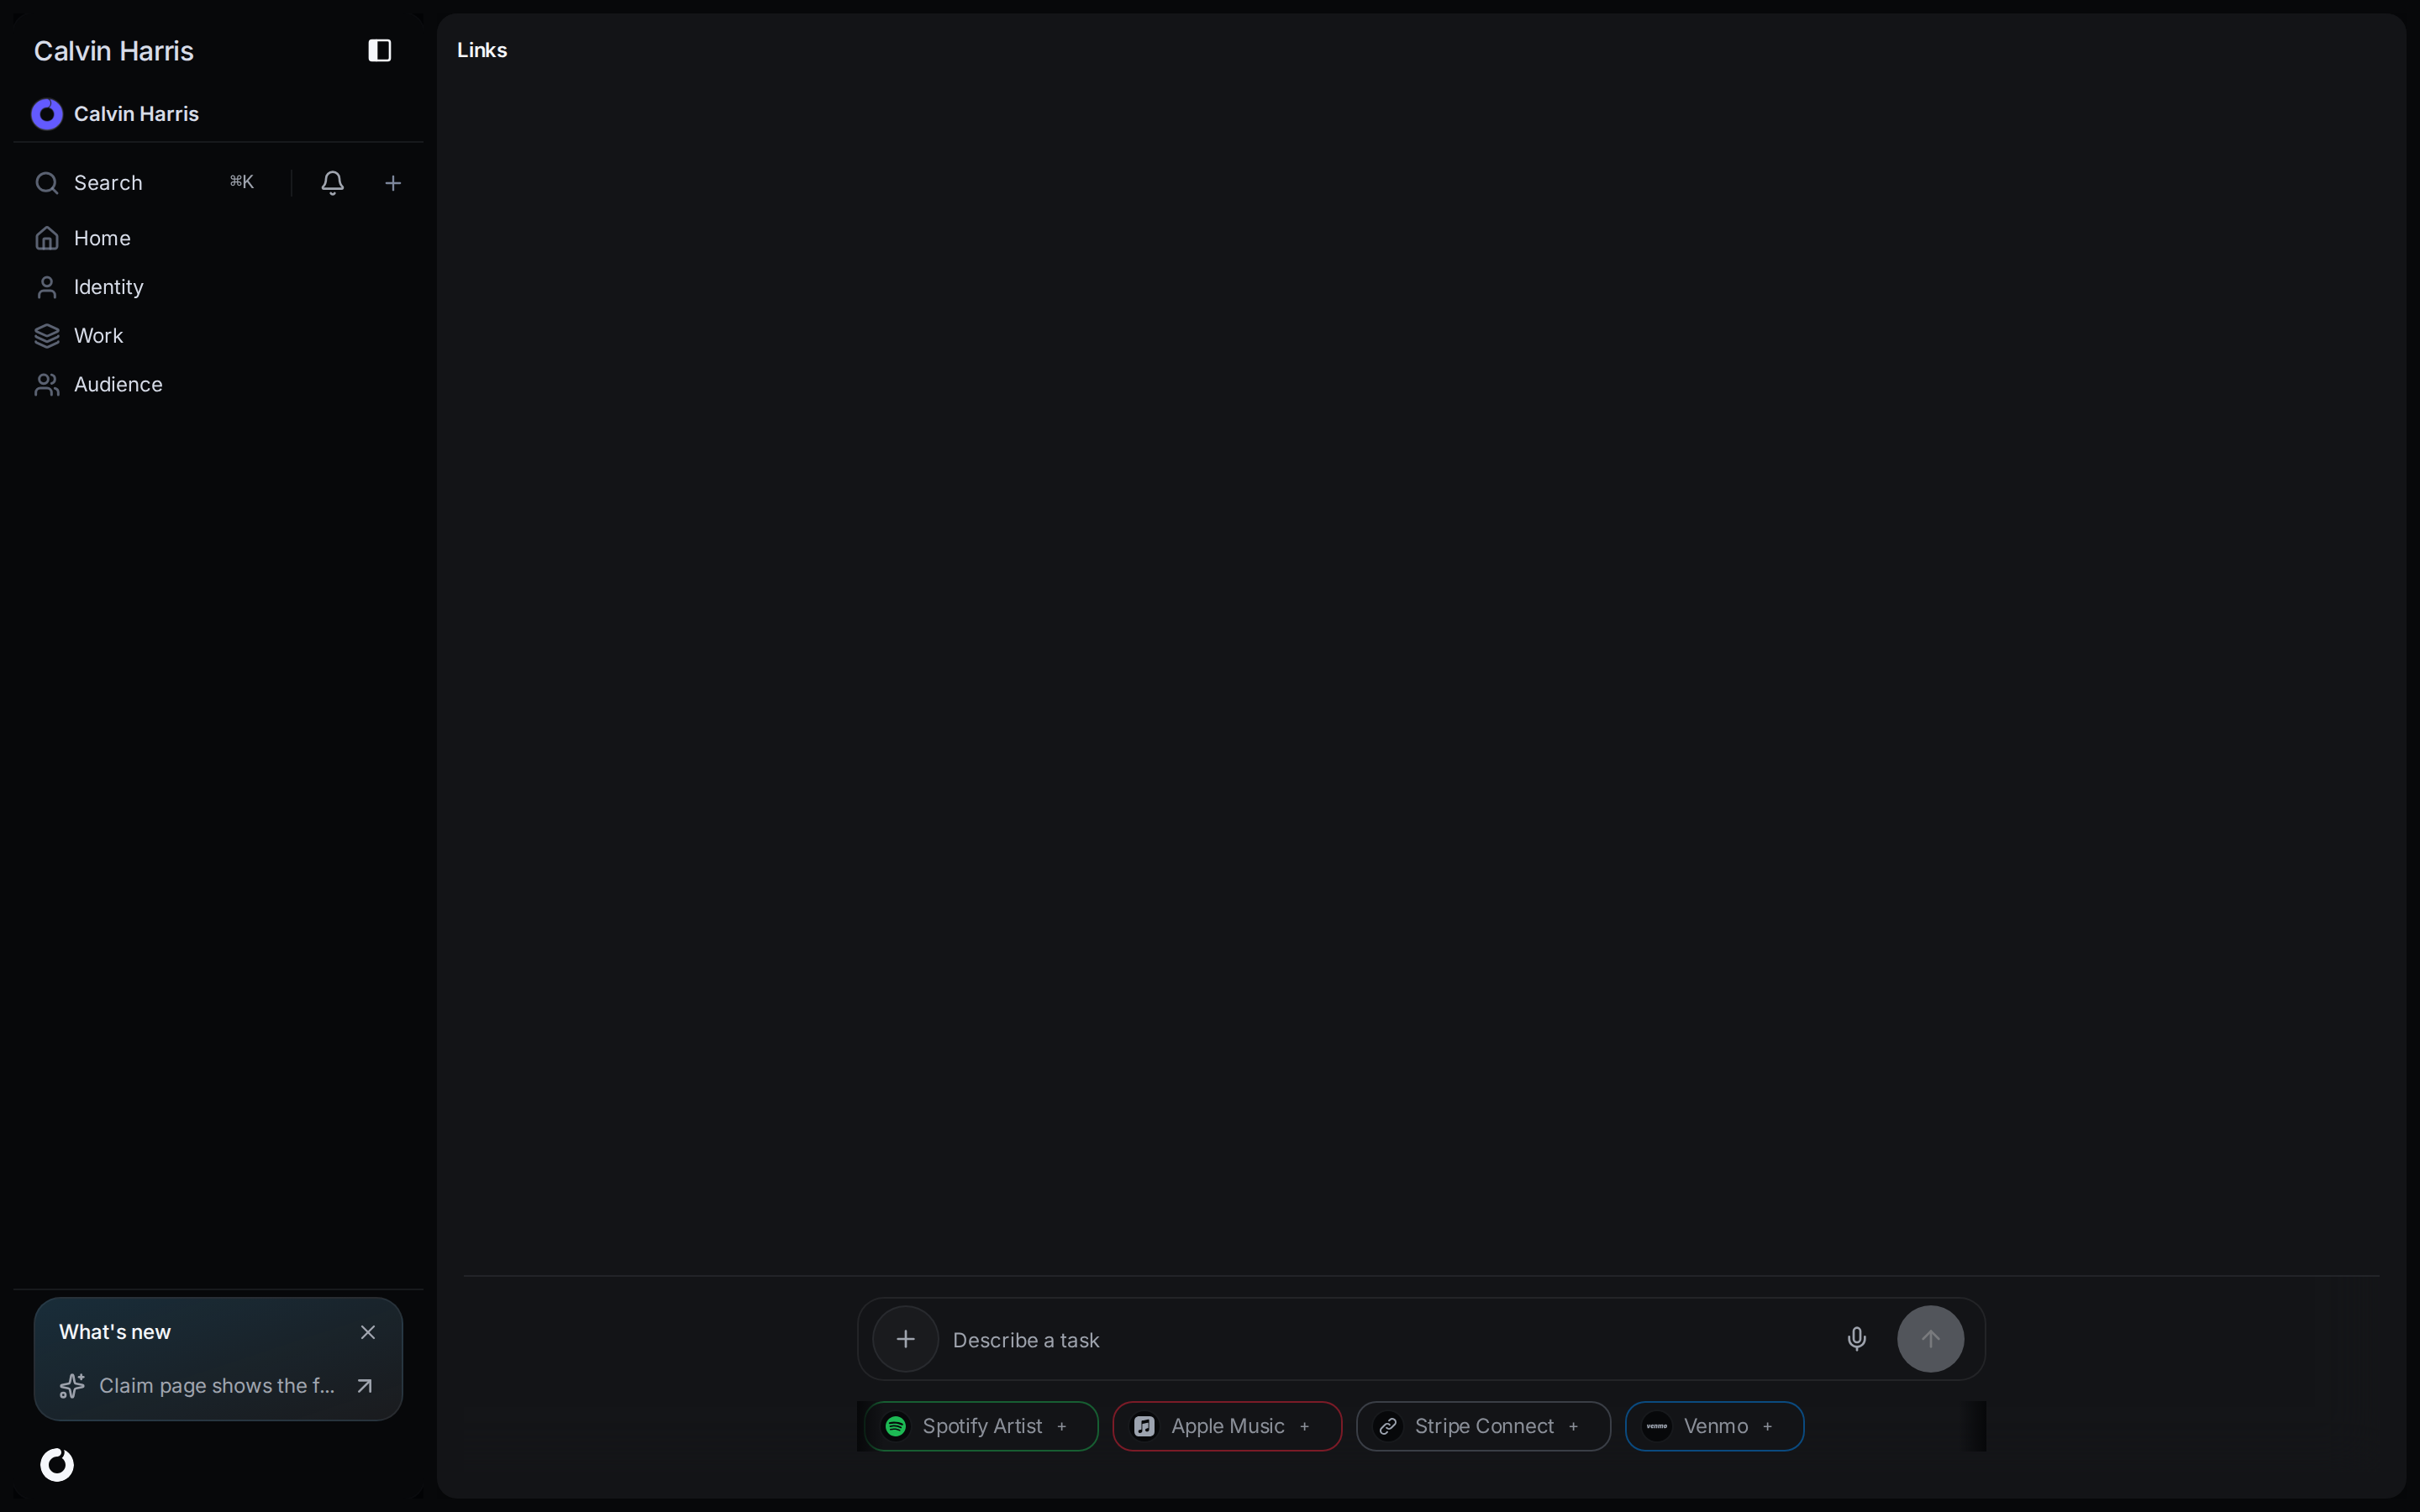 Calvin Harris
Calvin Harris
Search ⌘K
Home
Identity
Work
Audience
What's new
Claim page shows the f...
Links
Describe a task
Spotify Artist +
Apple Music +
Stripe Connect +
venmo Venmo +